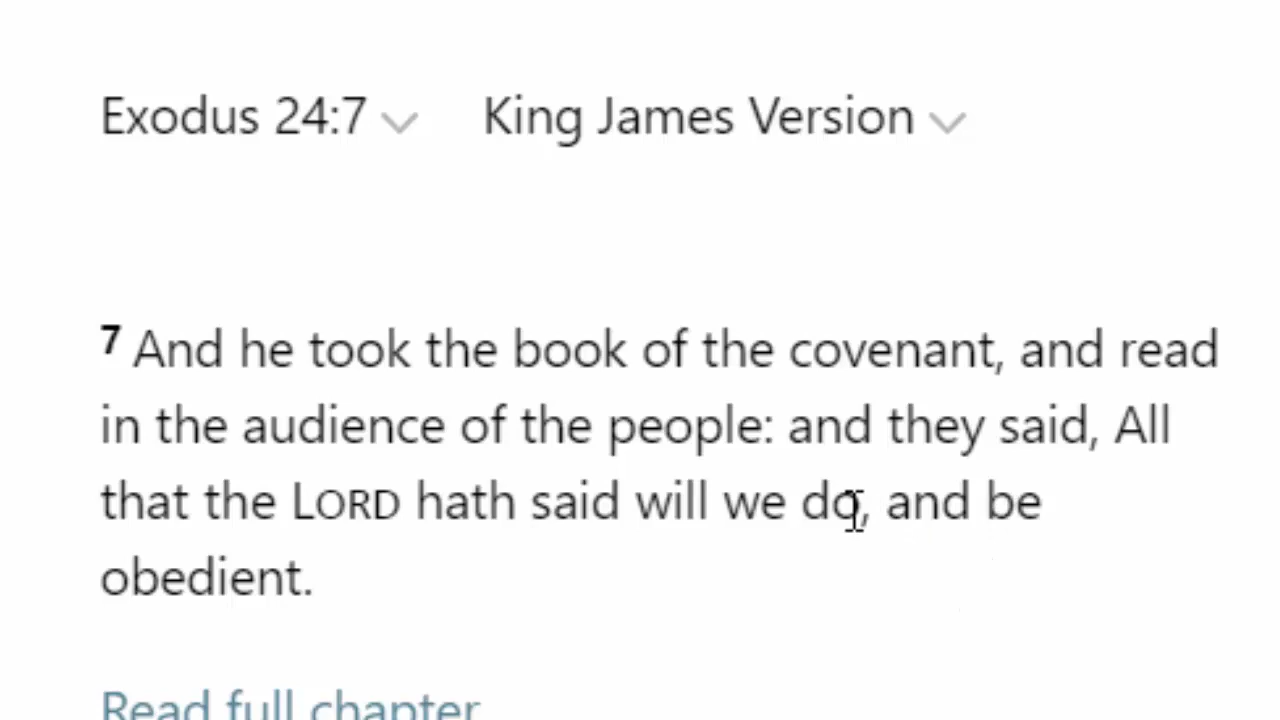 Exodus 24:7 King James Version
7 And he took the book of the covenant, and read
in the audience of the people: and they said, All
that the LORD hath said will we do, and be
obedient.
Read full chapter